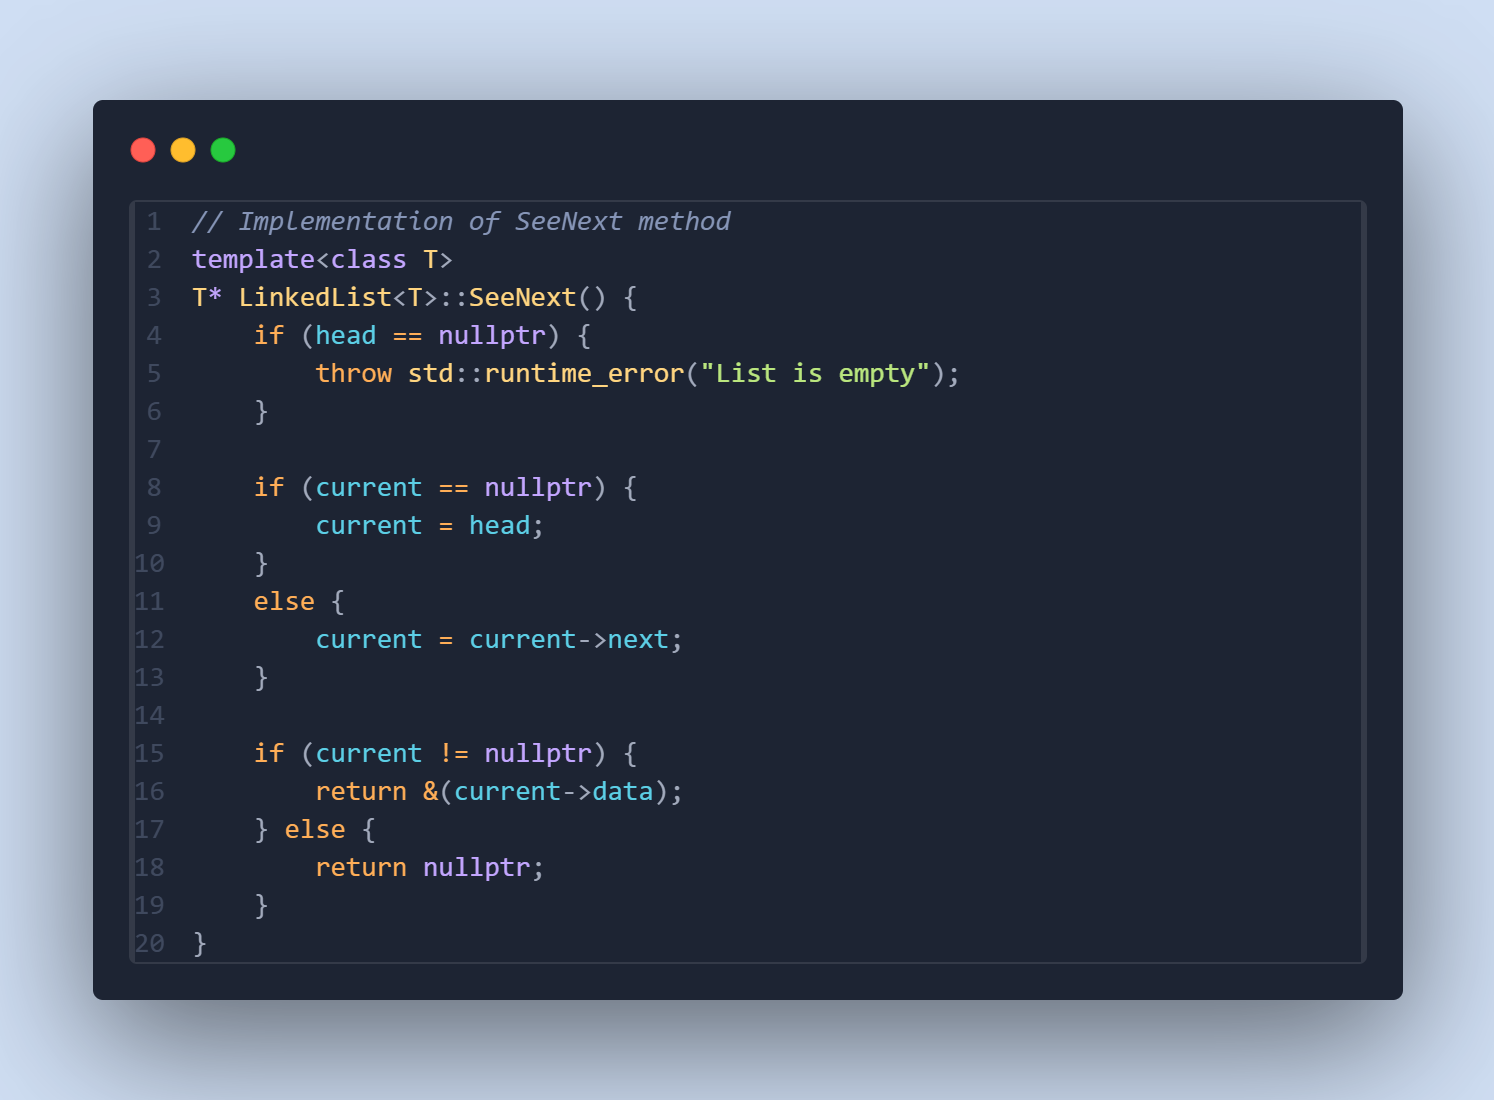 1 // Implementation of SeeNext method
2 template<class T>
3 T* LinkedList<T>::SeeNext() {
4     if (head == nullptr) {
5         throw std::runtime_error("List is empty");
6     }
7
8     if (current == nullptr) {
9         current = head;
10     }
11     else {
12         current = current->next;
13     }
14
15     if (current != nullptr) {
16         return &(current->data);
17     } else {
18         return nullptr;
19     }
20 }